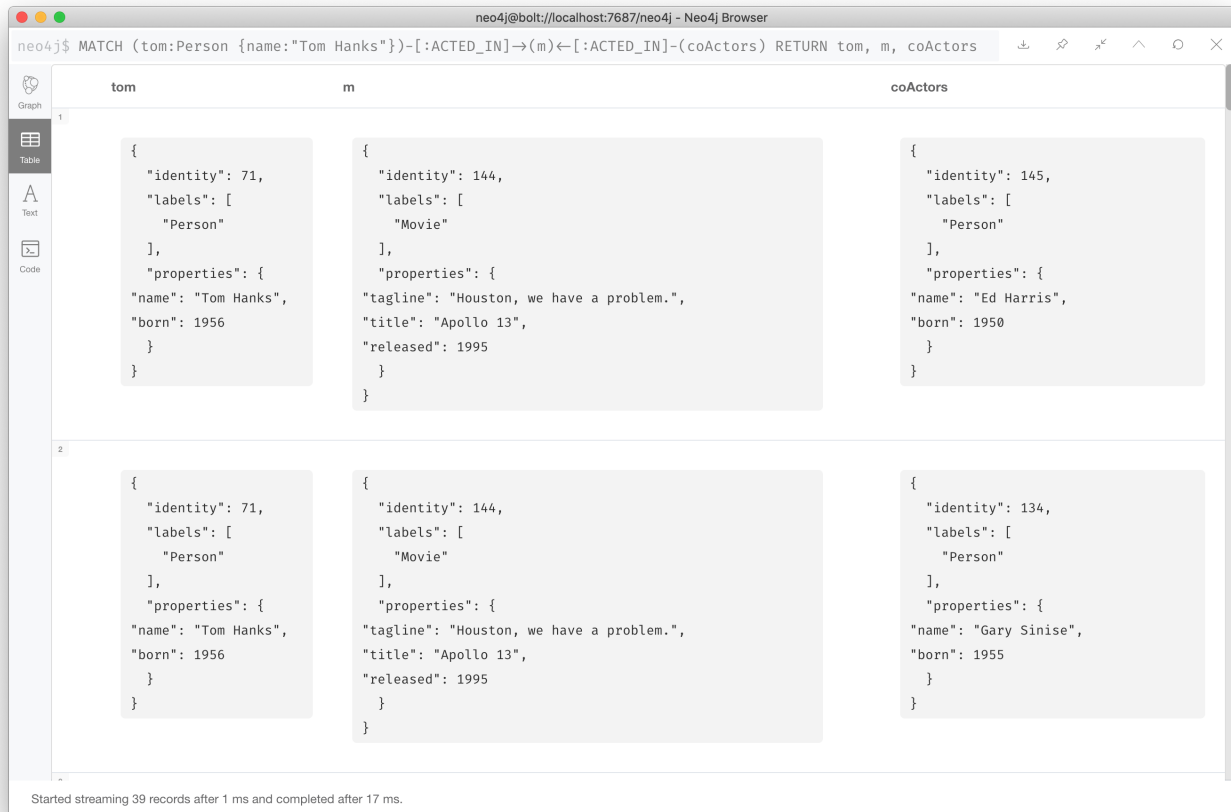 neo4j@bolt://localhost:7687/neo4j - Neo4j Browser
neo4j$ MATCH (tom:Person {name:"Tom Hanks"})-[:ACTED_IN]→(m)←[:ACTED_IN]-(coActors) RETURN tom, m, coActors
Graph
Table
Text
Code
tom m coActors
1
{
"identity": 71,
"labels": [
"Person"
],
"properties": {
"name": "Tom Hanks",
"born": 1956
}
}
{
"identity": 144,
"labels": [
"Movie"
],
"properties": {
"tagline": "Houston, we have a problem.",
"title": "Apollo 13",
"released": 1995
}
}
{
"identity": 145,
"labels": [
"Person"
],
"properties": {
"name": "Ed Harris",
"born": 1950
}
}
2
{
"identity": 71,
"labels": [
"Person"
],
"properties": {
"name": "Tom Hanks",
"born": 1956
}
}
{
"identity": 144,
"labels": [
"Movie"
],
"properties": {
"tagline": "Houston, we have a problem.",
"title": "Apollo 13",
"released": 1995
}
}
{
"identity": 134,
"labels": [
"Person"
],
"properties": {
"name": "Gary Sinise",
"born": 1955
}
}
Started streaming 39 records after 1 ms and completed after 17 ms.